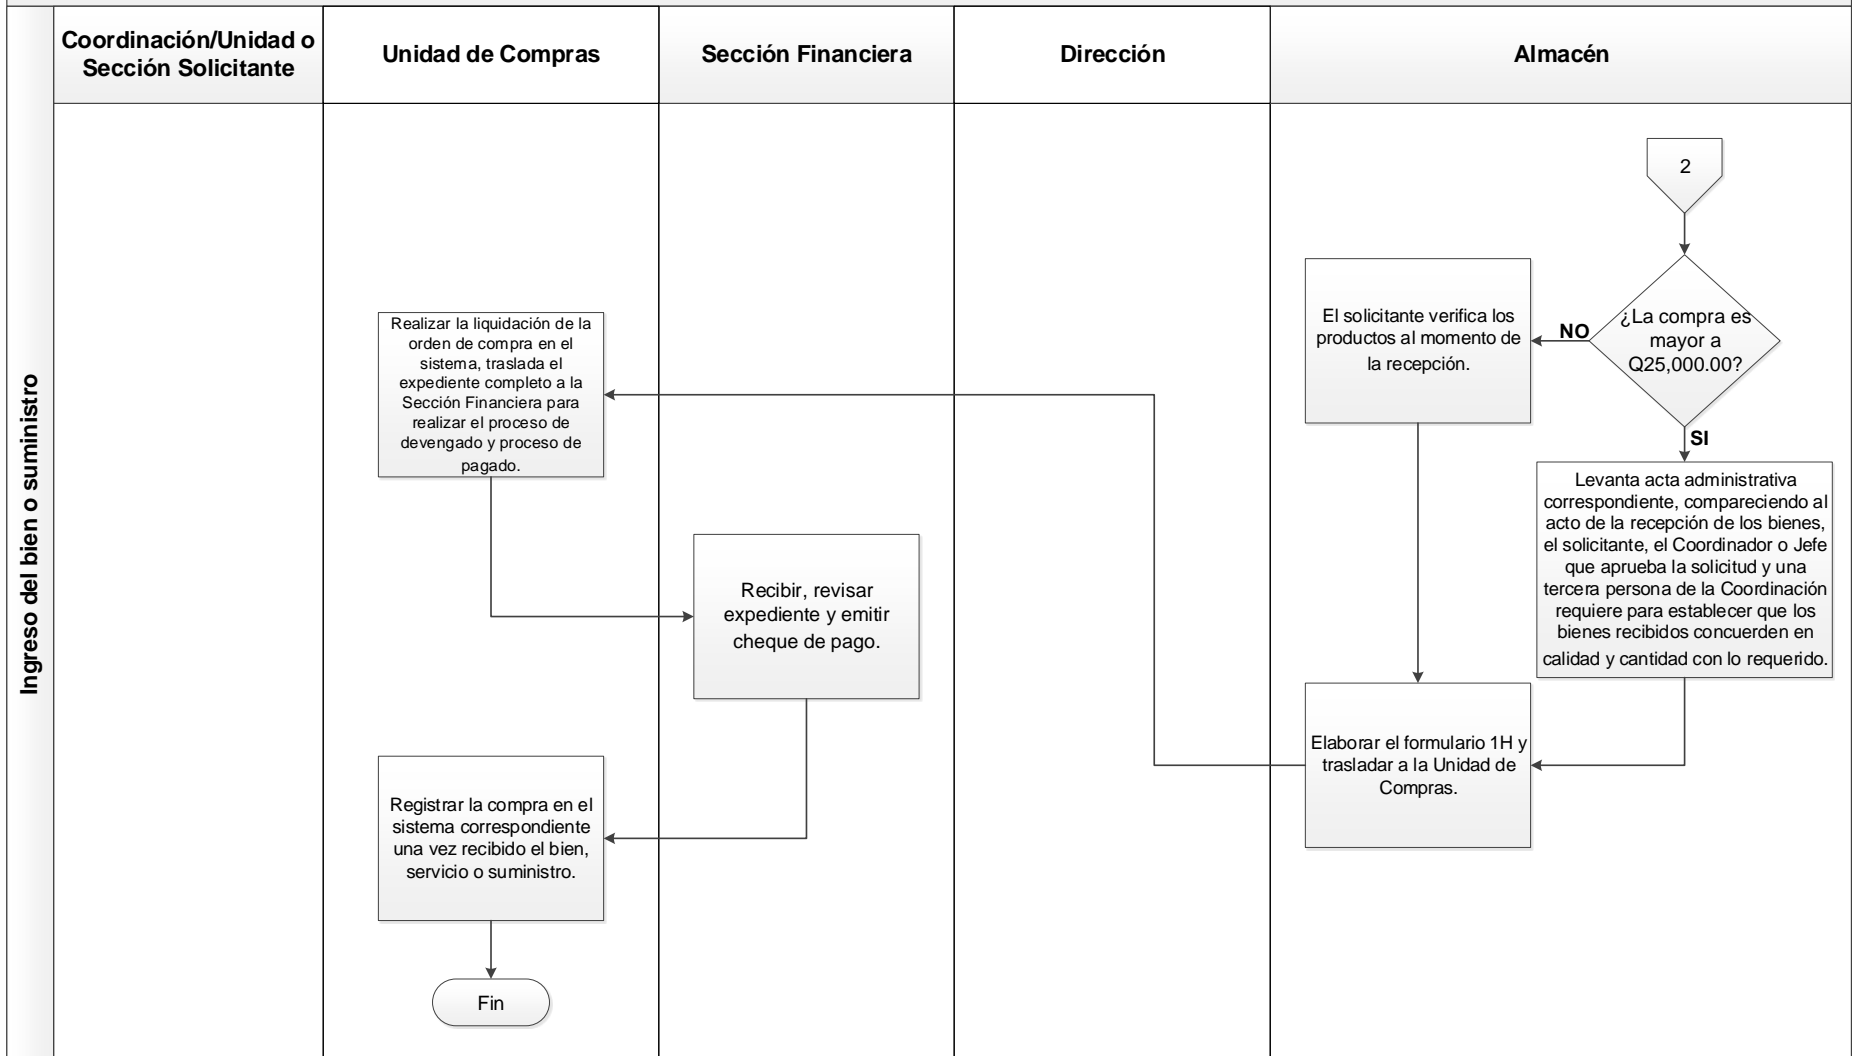 Coordinación/Unidad o
Sección Solicitante
Unidad de Compras
Sección Financiera
Dirección
Almacén
Ingreso del bien o suministro
2
¿La compra es
mayor a
Q25,000.00?
NO
SI
El solicitante verifica los
productos al momento de
la recepción.
Levanta acta administrativa
correspondiente, compareciendo al
acto de la recepción de los bienes,
el solicitante, el Coordinador o Jefe
que aprueba la solicitud y una
tercera persona de la Coordinación
requiere para establecer que los
bienes recibidos concuerden en
calidad y cantidad con lo requerido.
Elaborar el formulario 1H y
trasladar a la Unidad de
Compras.
Realizar la liquidación de la
orden de compra en el
sistema, traslada el
expediente completo a la
Sección Financiera para
realizar el proceso de
devengado y proceso de
pagado.
Recibir, revisar
expediente y emitir
cheque de pago.
Registrar la compra en el
sistema correspondiente
una vez recibido el bien,
servicio o suministro.
Fin